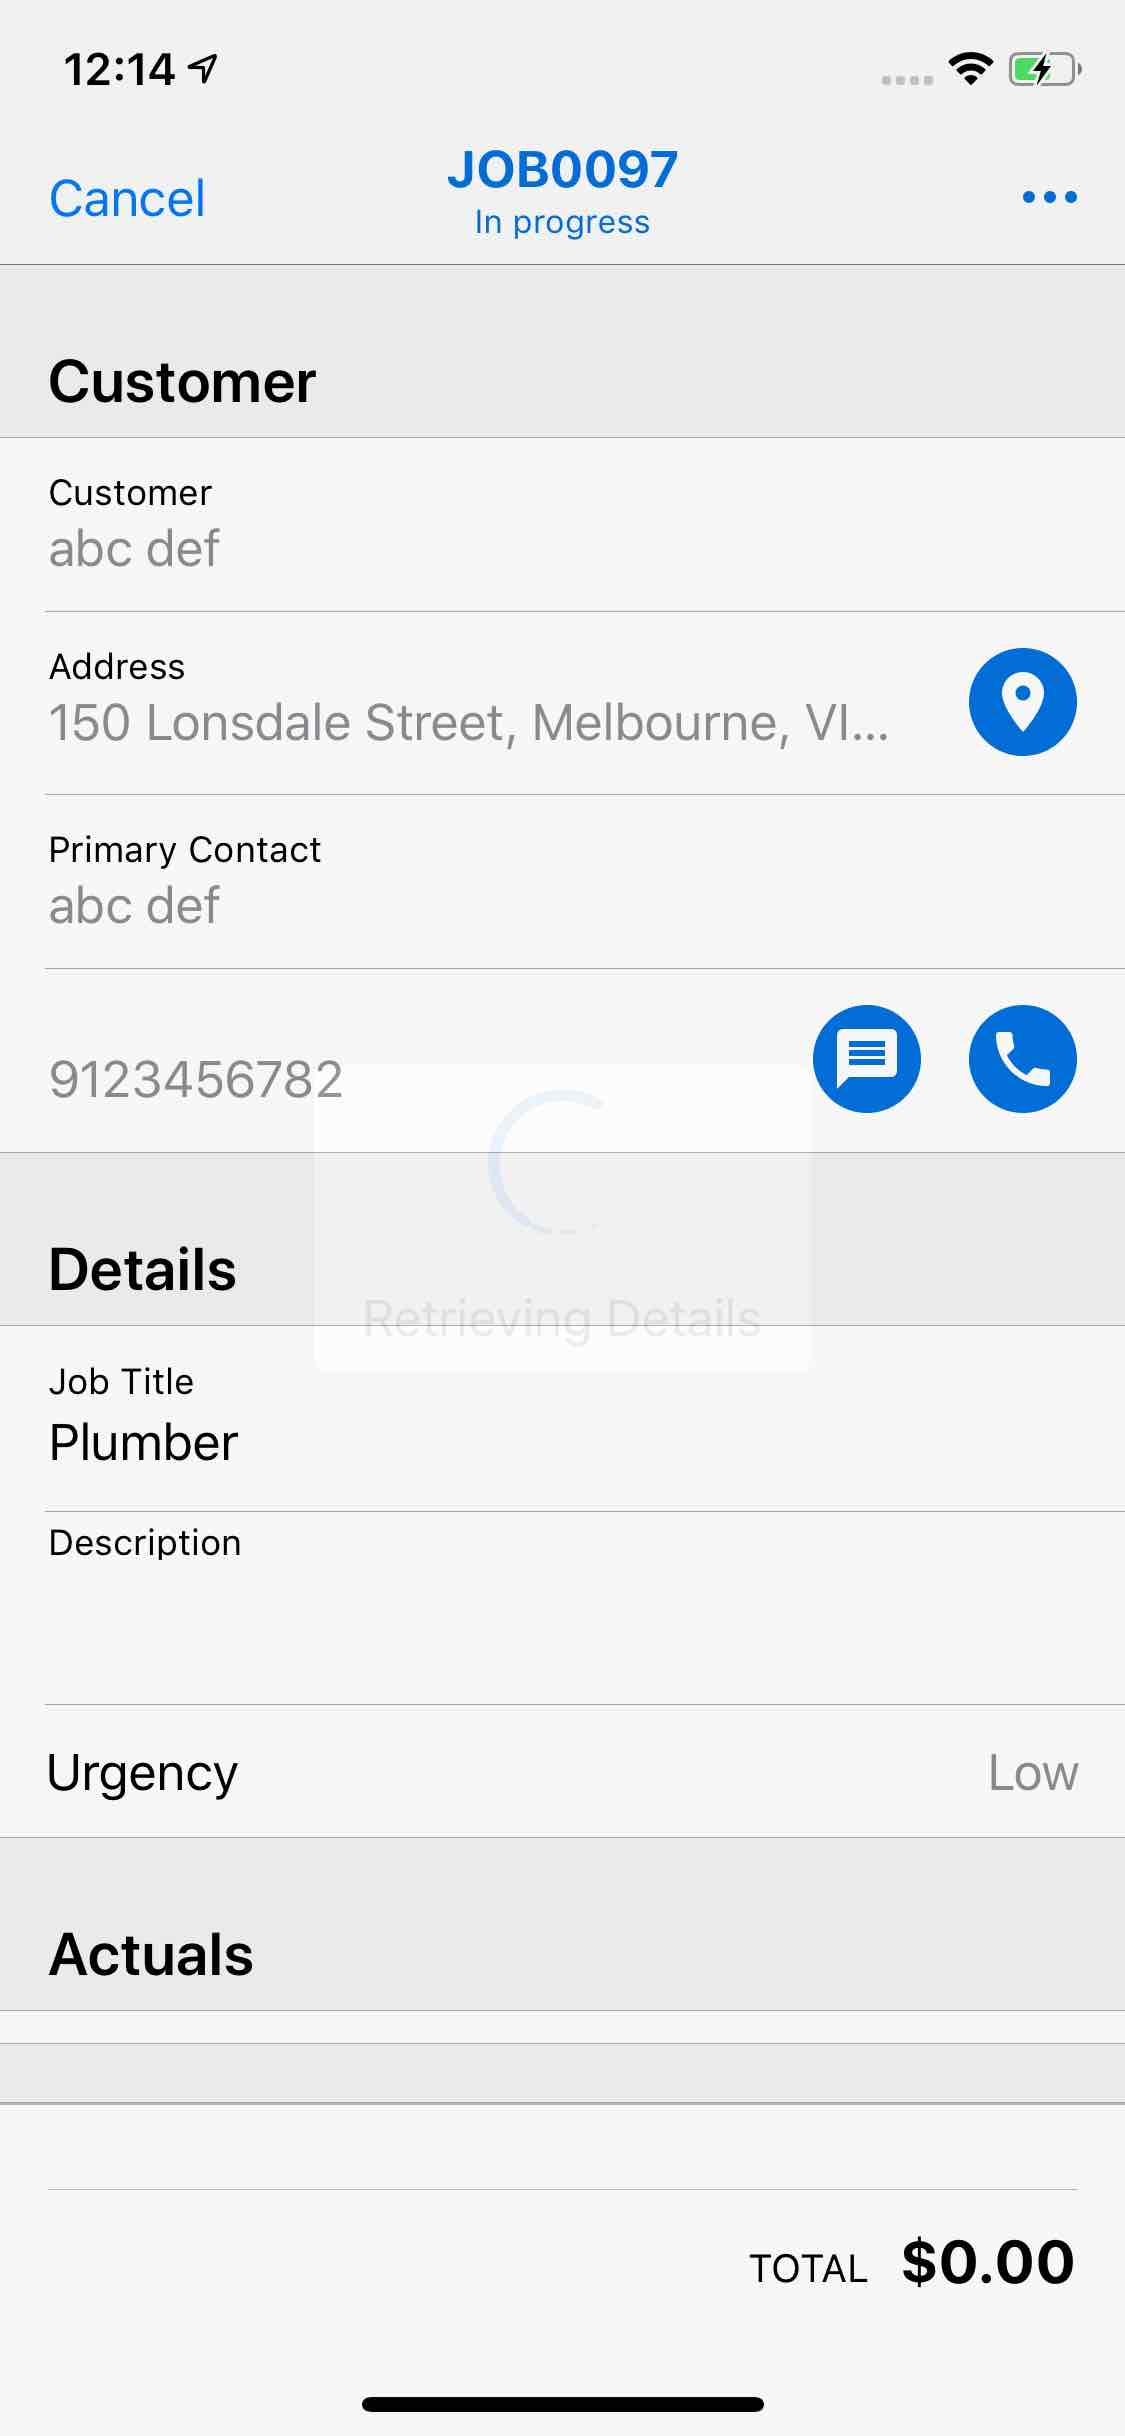 12:14
Cancel
JOB0097
In progress
Customer
Customer
abc def
Address
150 Lonsdale Street, Melbourne, VI...
Primary Contact
abc def
9123456782
Details
Retrieving Details
Job Title
Plumber
Description
Urgency
Low
Actuals
TOTAL $0.00